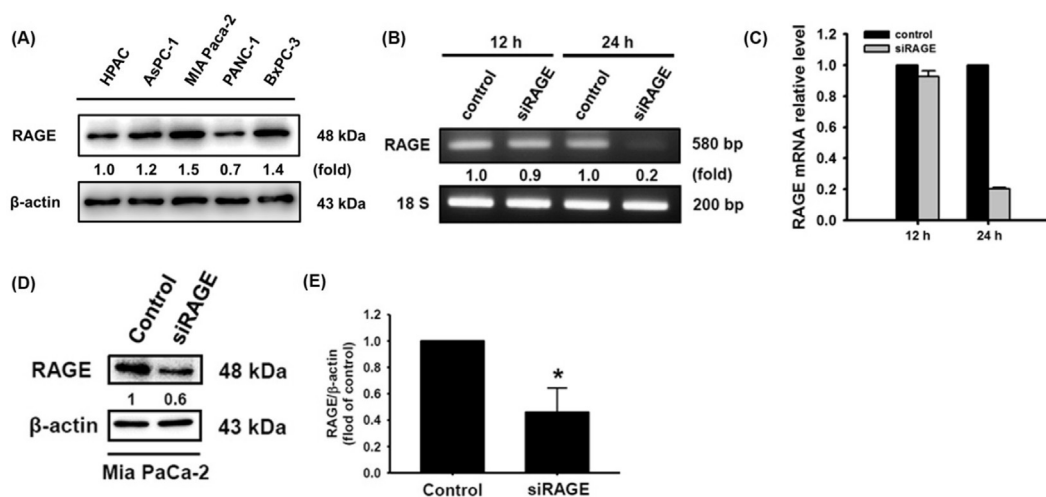 (A)
HPAC AsPC-1 MIA Paca-2 PANC-1 BxPC-3
RAGE 48 kDa
1.0 1.2 1.5 0.7 1.4 (fold)
β-actin 43 kDa
(B)
12 h 24 h
control siRAGE control siRAGE
RAGE 580 bp
1.0 0.9 1.0 0.2 (fold)
18 S 200 bp
(C)
control
siRAGE
RAGE mRNA relative level
1.0
0.8
0.6
0.4
0.2
0.0
12 h 24 h
(D)
Control siRAGE
RAGE 48 kDa
1 0.6
β-actin 43 kDa
Mia PaCa-2
(E)
RAGE/β-actin
(flod of control)
1.2
1.0
0.8
0.6
0.4
0.2
0.0
*
Control siRAGE